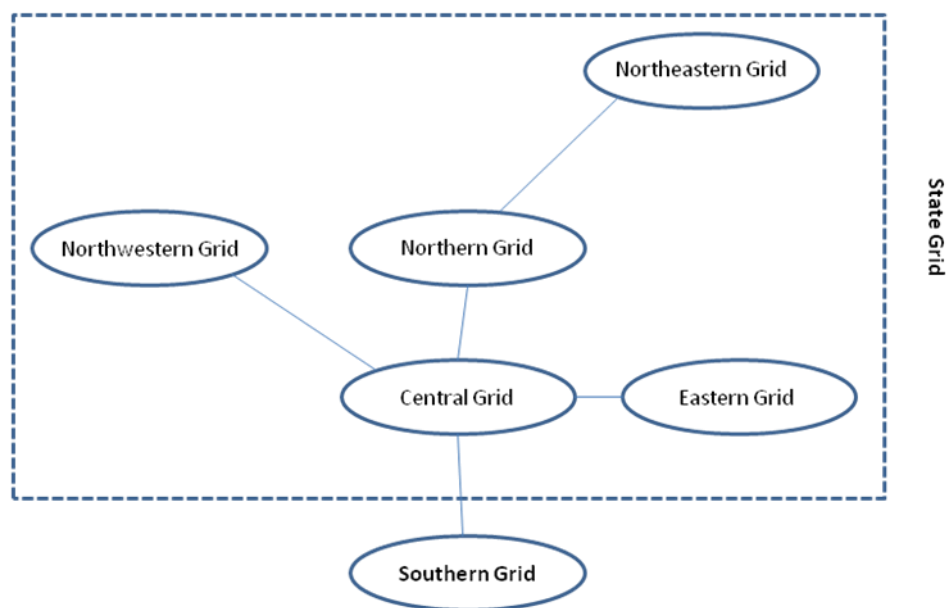 Northeastern Grid
State Grid
Northwestern Grid
Northern Grid
Central Grid
Eastern Grid
Southern Grid